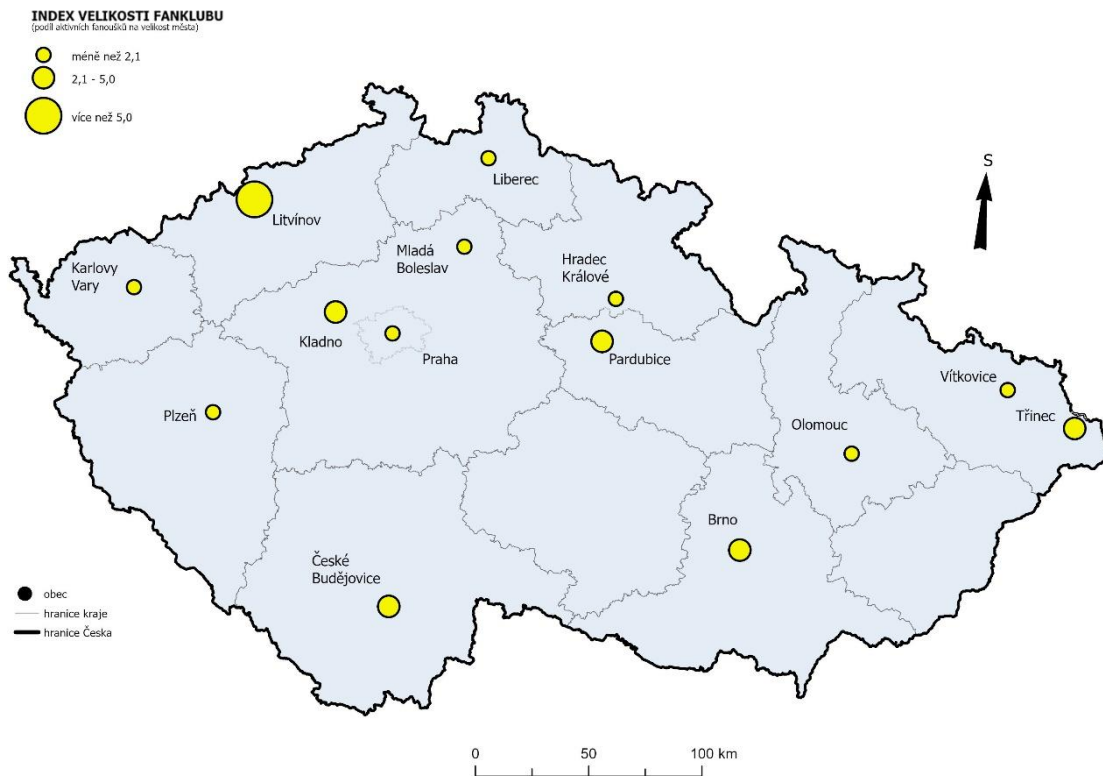 INDEX VELIKOSTI FANKLUBU
(podíl aktivních fanoušků na velikost města)
méně než 2,1
2,1 - 5,0
více než 5,0
S
Liberec
Litvínov
Mladá
Boleslav
Hradec
Králové
Karlovy
Vary
Kladno
Praha
Pardubice
Vítkovice
Třinec
Plzeň
Olomouc
Brno
České
Budějovice
obec
hranice kraje
hranice Česka
0 50 100 km